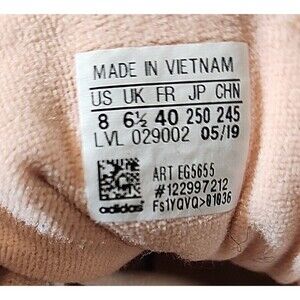 MADE IN VIETNAM
US UK FR JP CHN
8 6½ 40 250 245
LVL 029002 05/19
ART EG5655
#122997212
adidas FS1YQVQ>01036